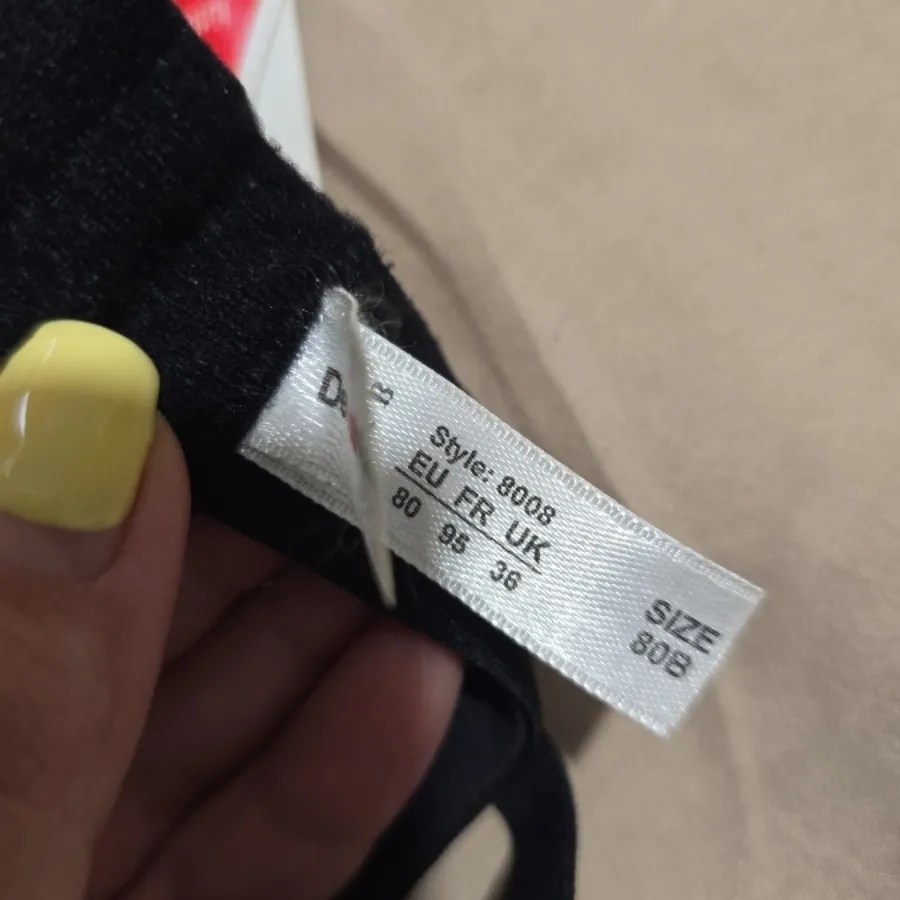 Style: 8008
EU FR UK
80 95 36
SIZE
80B